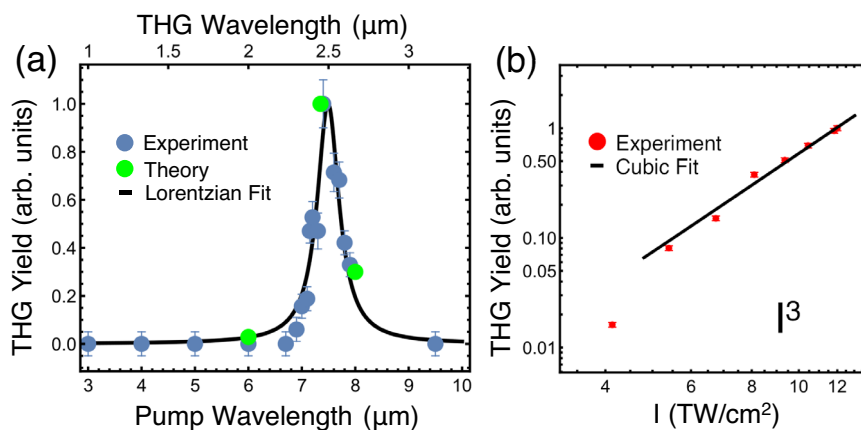 THG Wavelength (μm)
1 1.5 2 2.5 3
(a)
THG Yield (arb. units)
1.0
0.8
0.6
0.4
0.2
0.0
Experiment
Theory
Lorentzian Fit
3 4 5 6 7 8 9 10
Pump Wavelength (μm)
(b)
THG Yield (arb. units)
1
0.50
0.10
0.05
0.01
Experiment
Cubic Fit
I³
4 6 8 10 12
I (TW/cm²)